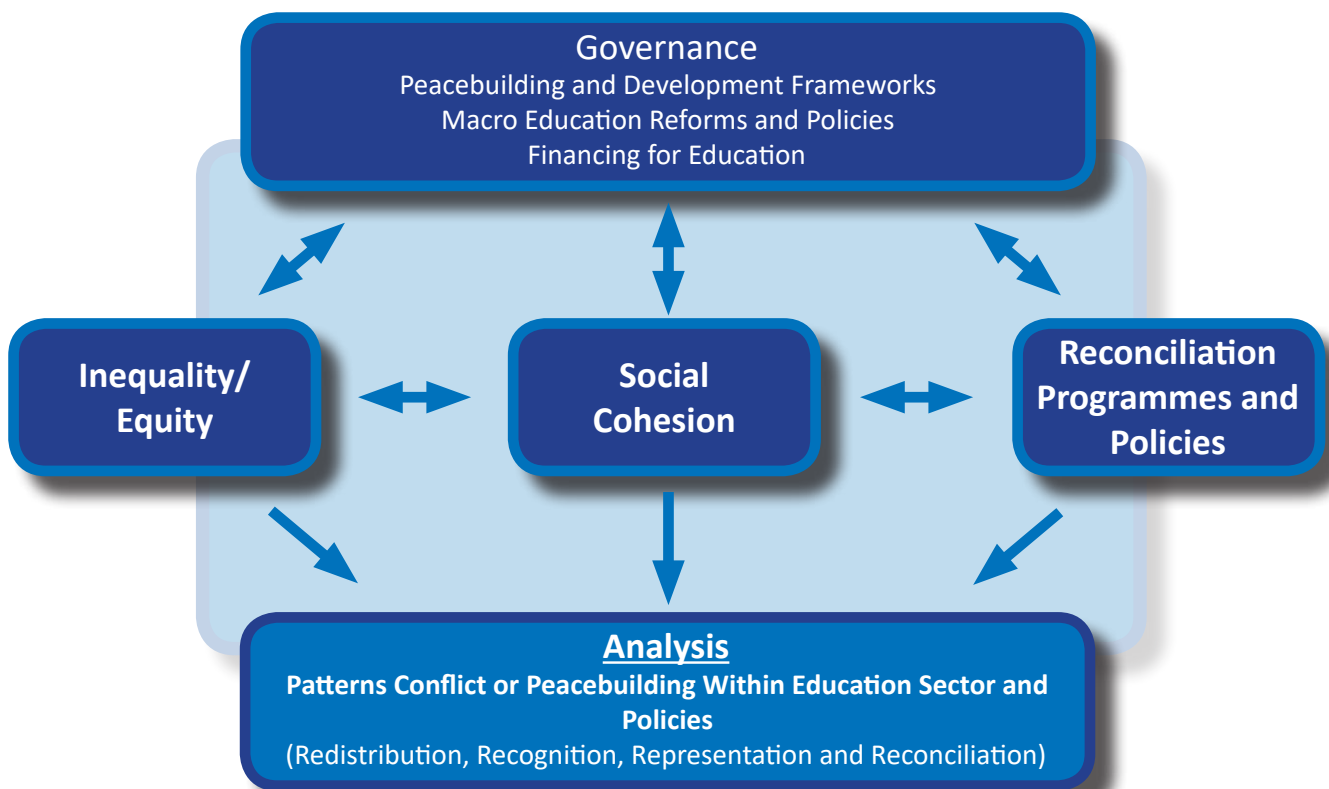 Governance
Peacebuilding and Development Frameworks
Macro Education Reforms and Policies
Financing for Education
Inequality/
Equity
Social
Cohesion
Reconciliation
Programmes and
Policies
Analysis
Patterns Conflict or Peacebuilding Within Education Sector and
Policies
(Redistribution, Recognition, Representation and Reconciliation)